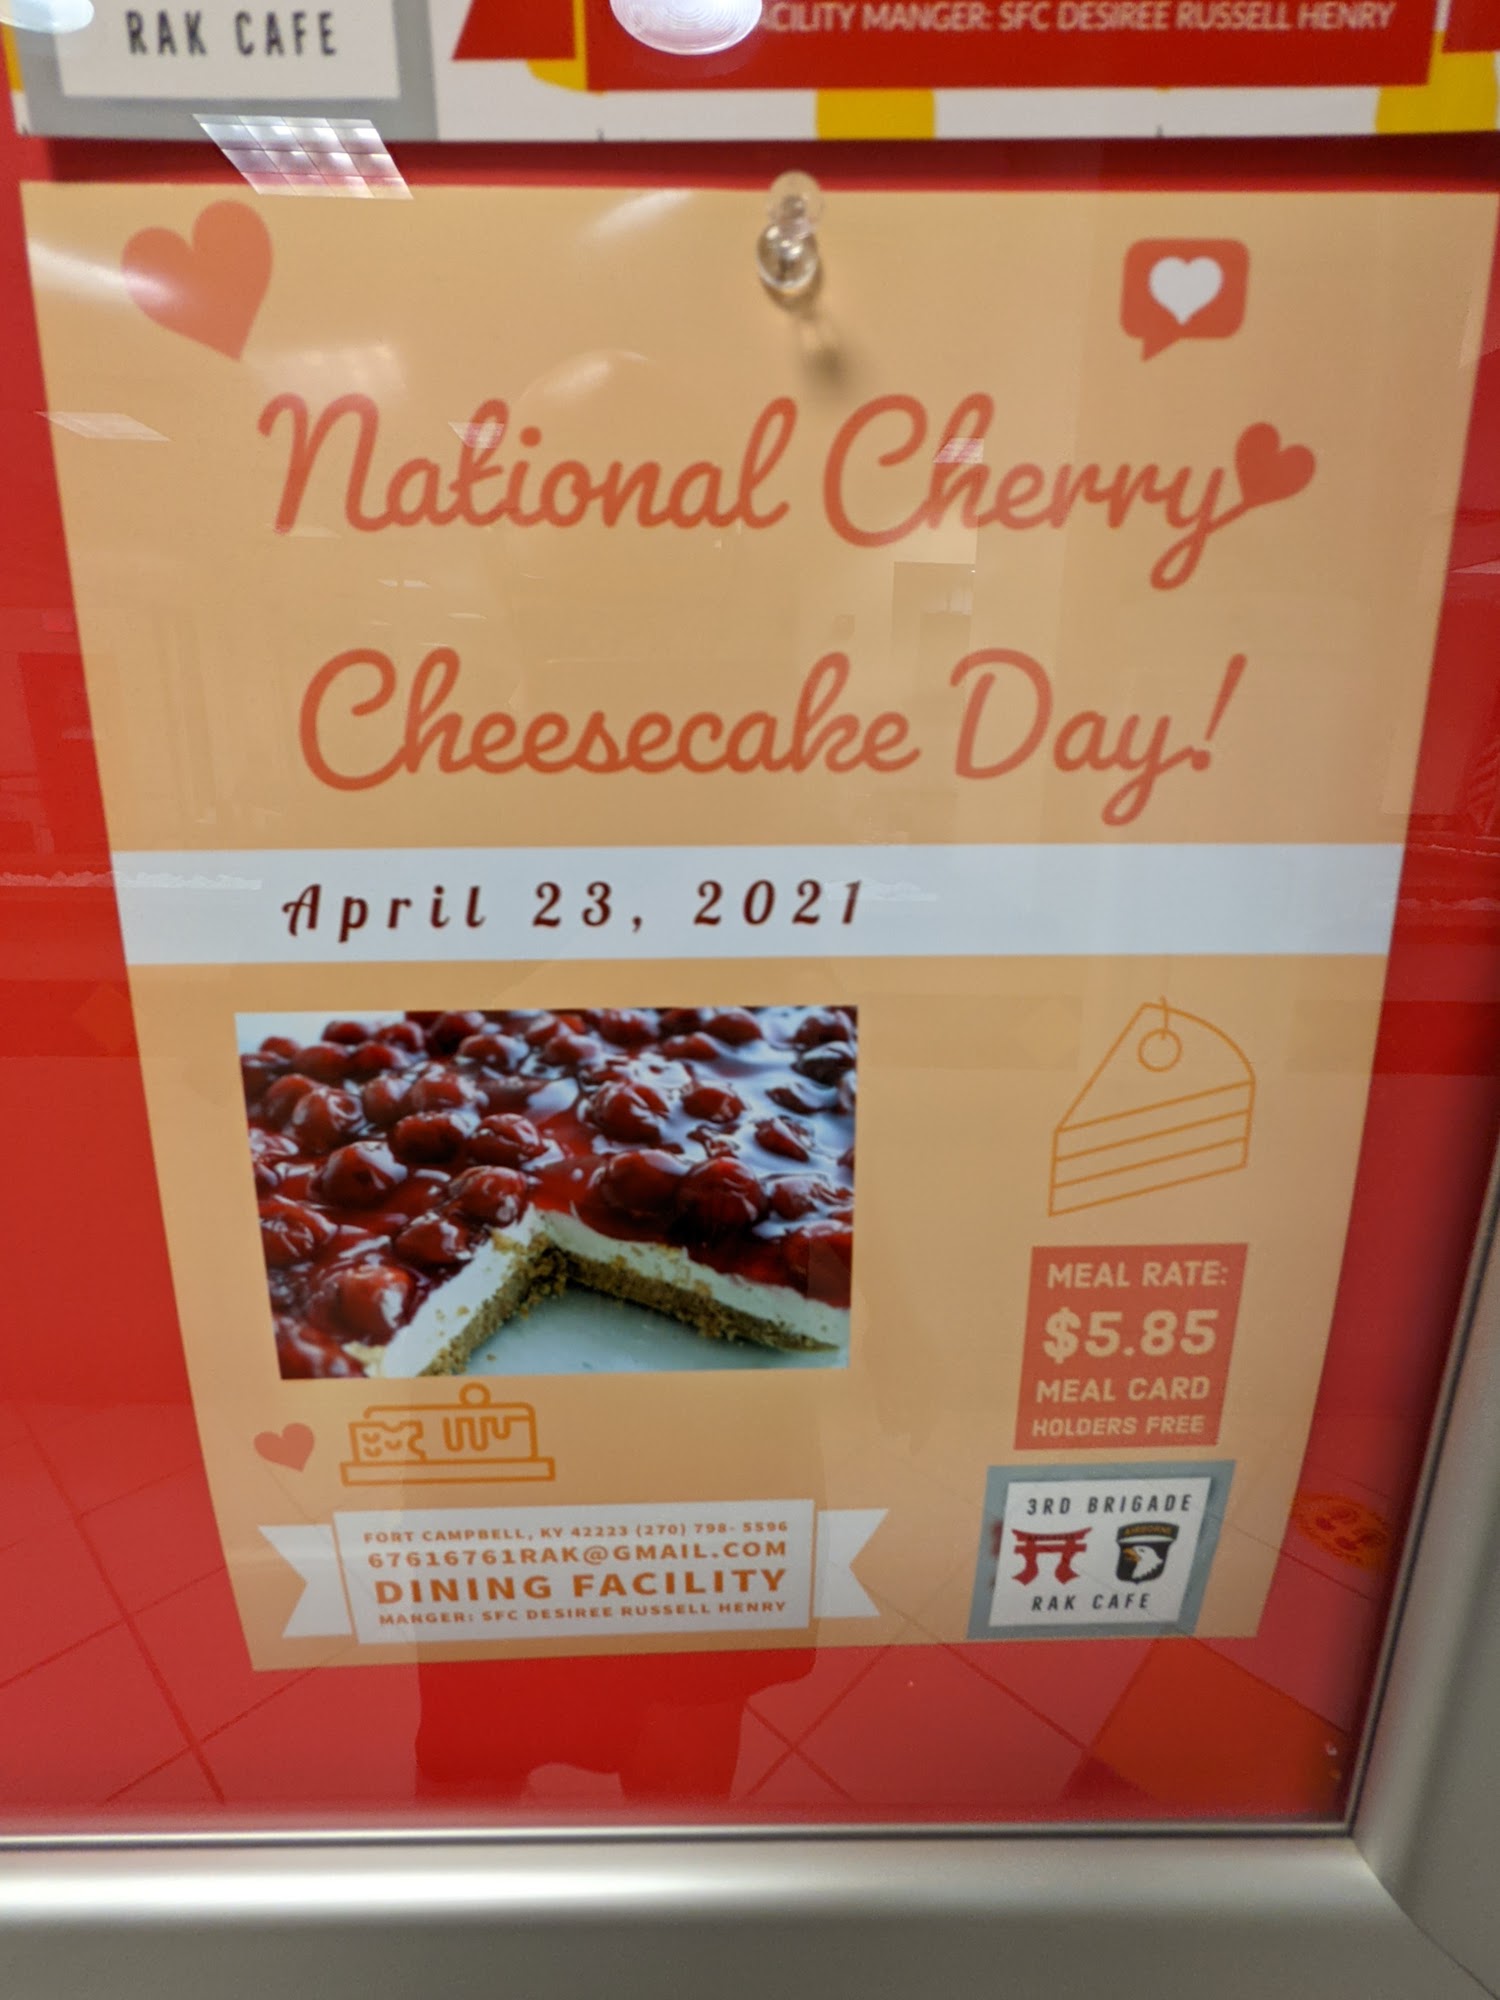 RAK CAFE
CILITY MANGER: SFC DESIREE RUSSELL HENRY
National Cherry
Cheesecake Day!
April 23, 2021
MEAL RATE:
$5.85
MEAL CARD
HOLDERS FREE
FORT CAMPBELL, KY 42223 (270) 798- 5596
67616761RAK@GMAIL.COM
DINING FACILITY
MANGER: SFC DESIREE RUSSELL HENRY
3RD BRIGADE
AIRBORNE
RAK CAFE